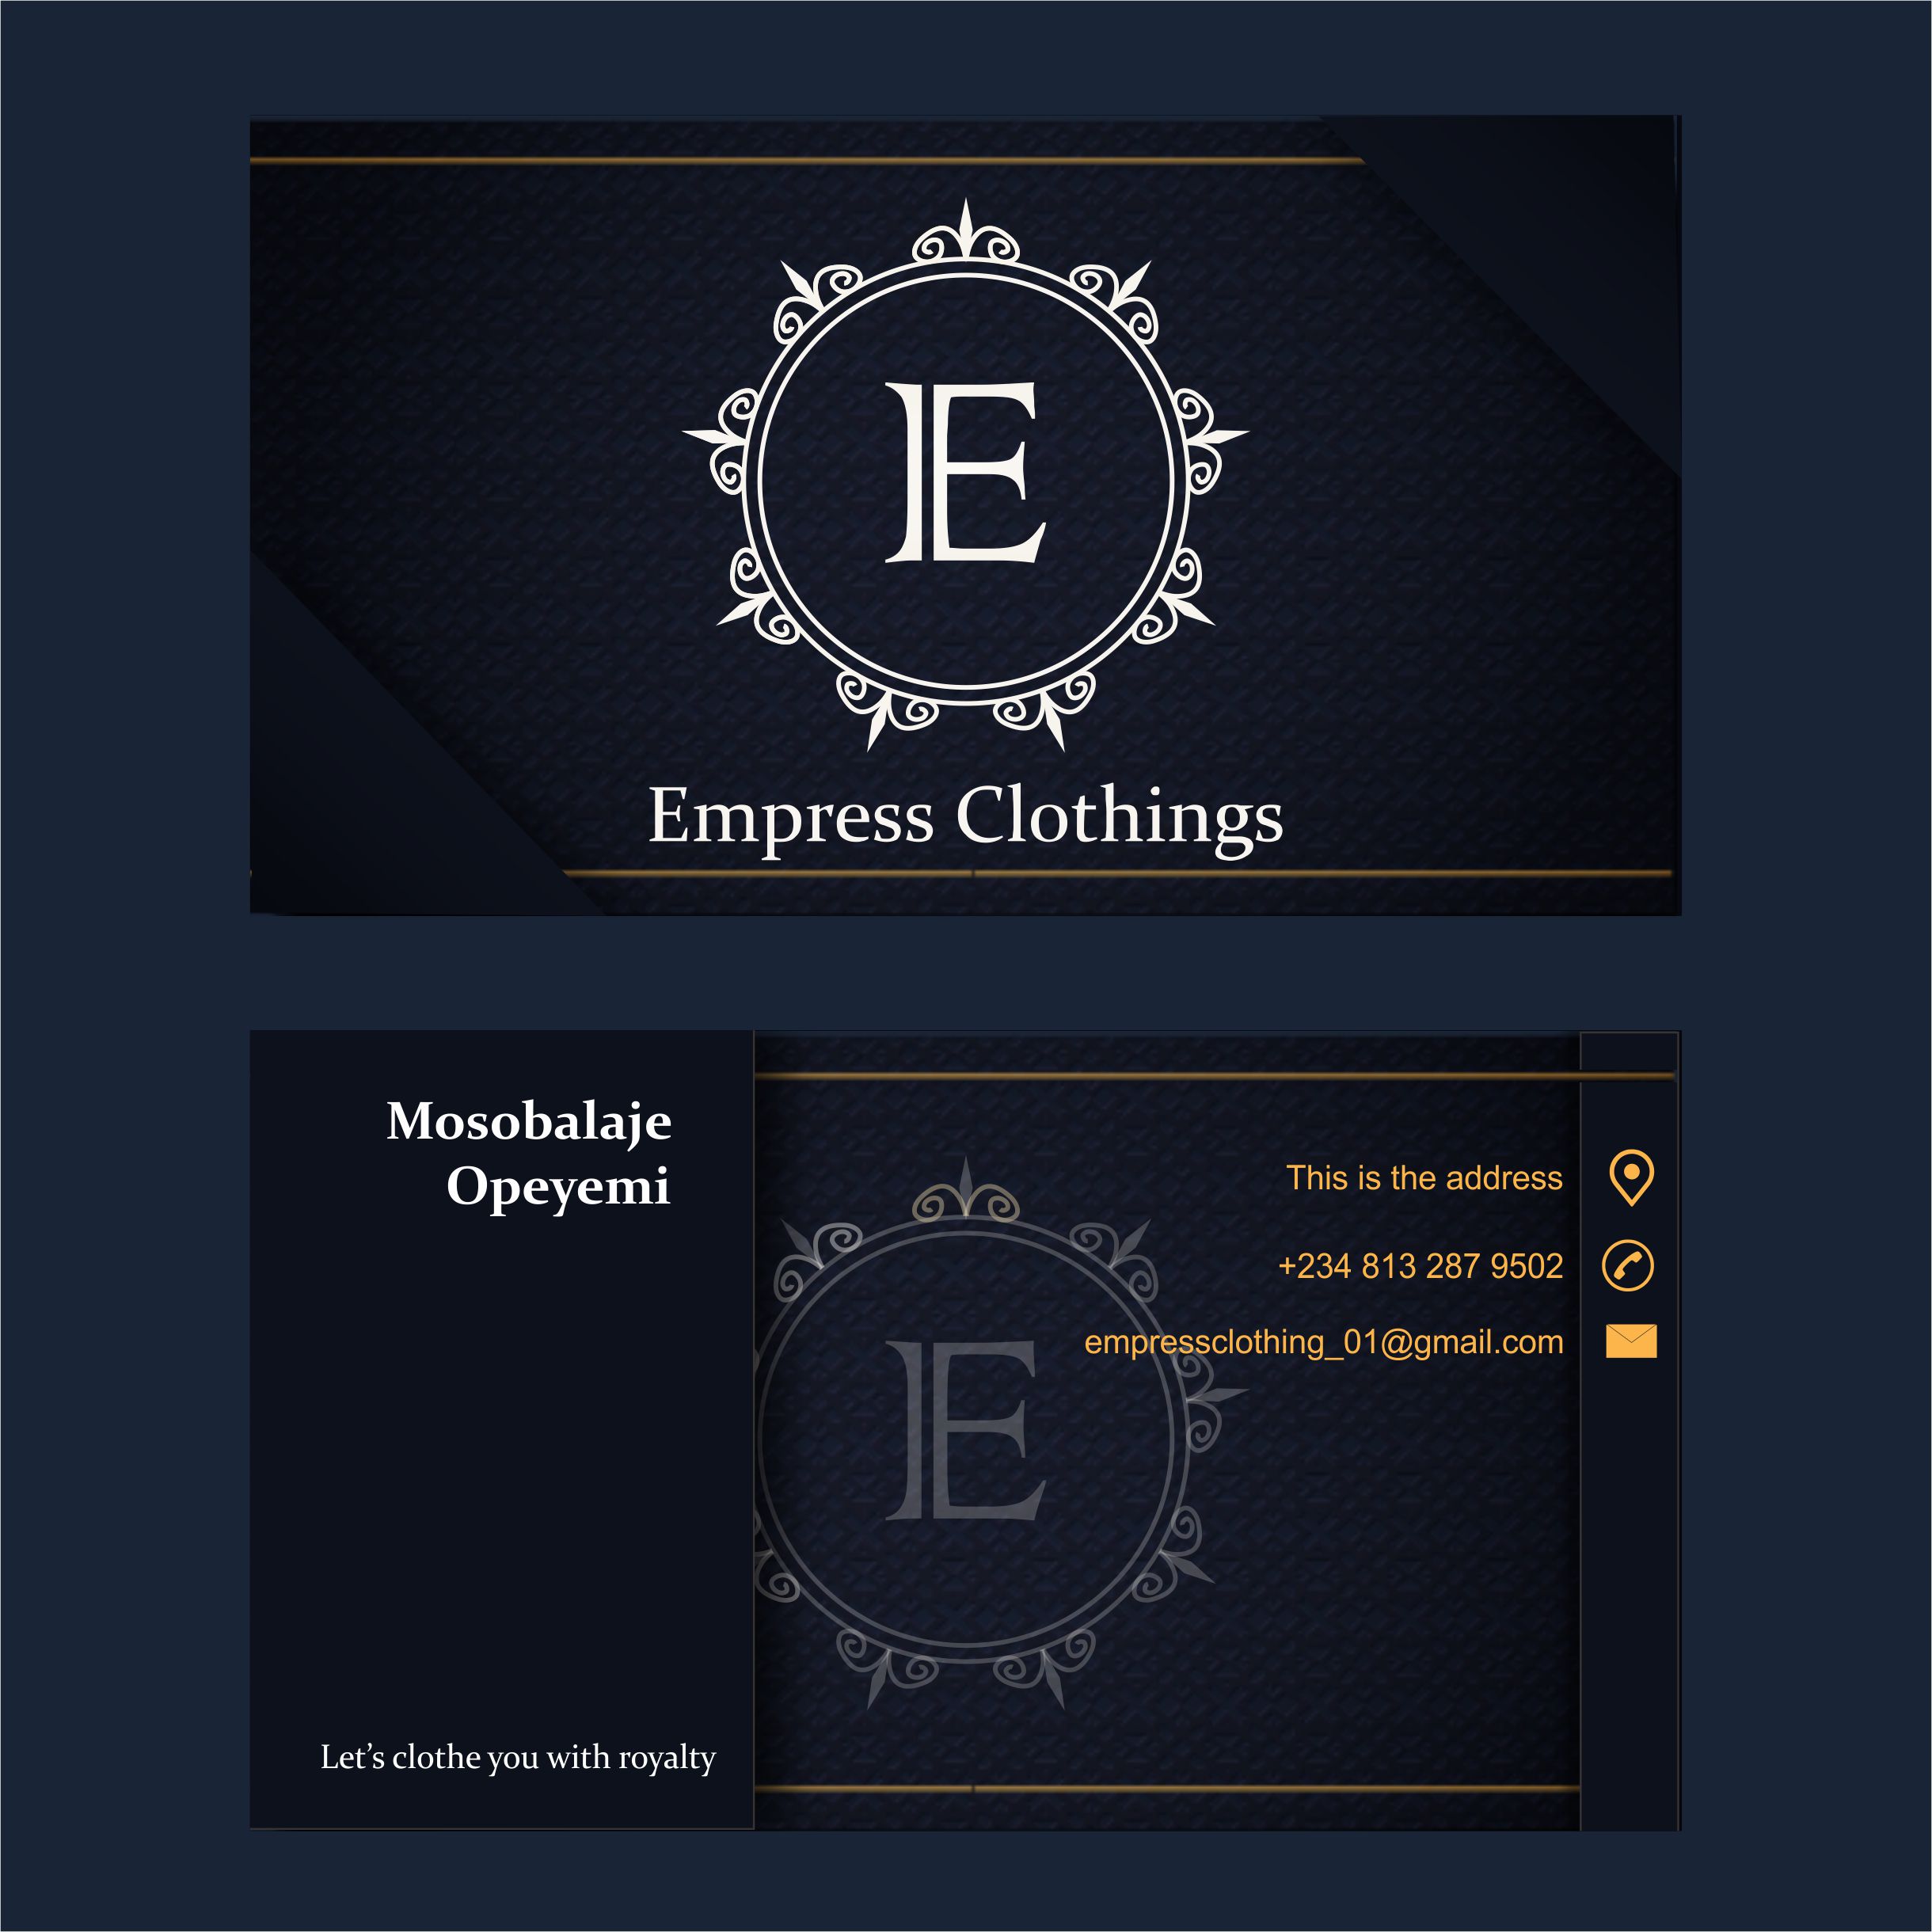 E
Empress Clothings
Mosobalaje
Opeyemi
This is the address
+234 813 287 9502
empressclothing_01@gmail.com
E
Let’s clothe you with royalty